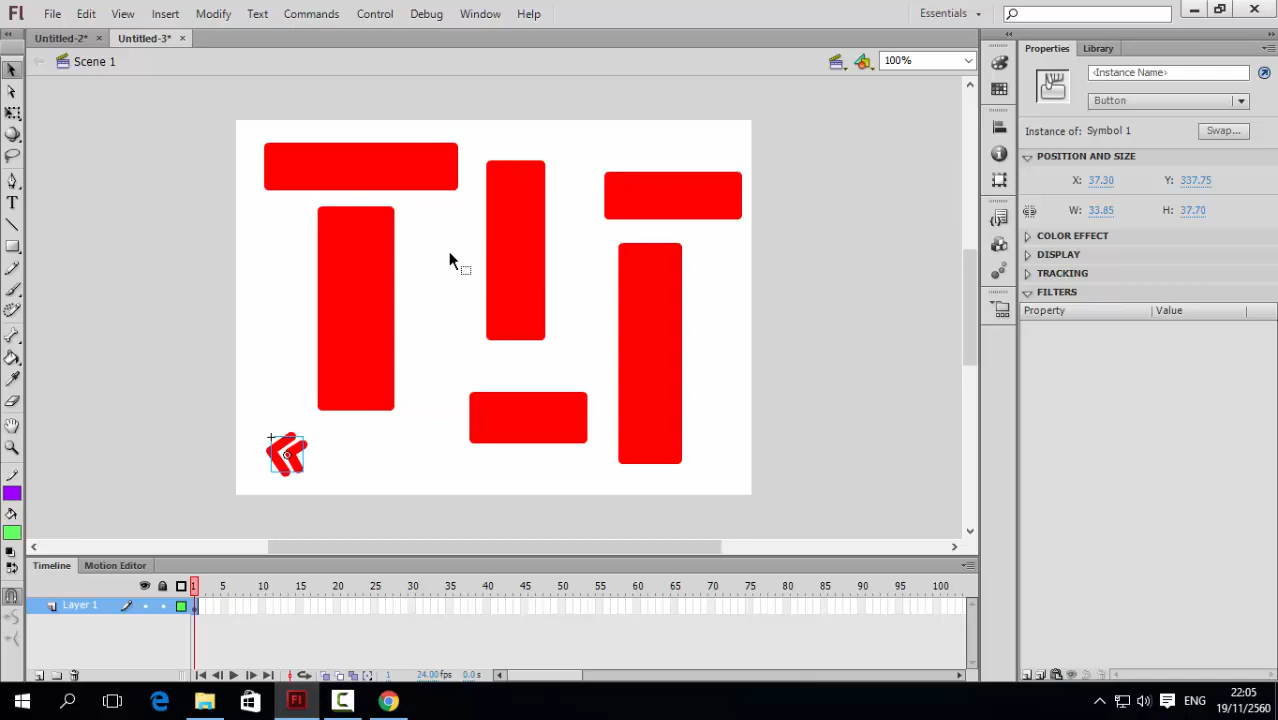 Fl File Edit View Insert Modify Text Commands Control Debug Window Help Essentials
Untitled-2* × Untitled-3* ×
Scene 1 100%
Properties Library
<Instance Name>
Button
Instance of: Symbol 1 Swap...
POSITION AND SIZE
X: 37.30 Y: 337.75
W: 33.85 H: 37.70
COLOR EFFECT
DISPLAY
TRACKING
FILTERS
Property Value
Timeline Motion Editor
1 5 10 15 20 25 30 35 40 45 50 55 60 65 70 75 80 85 90 95 100
Layer 1
1 24.00fps 0.0s
Fl ENG 22:05
19/11/2560